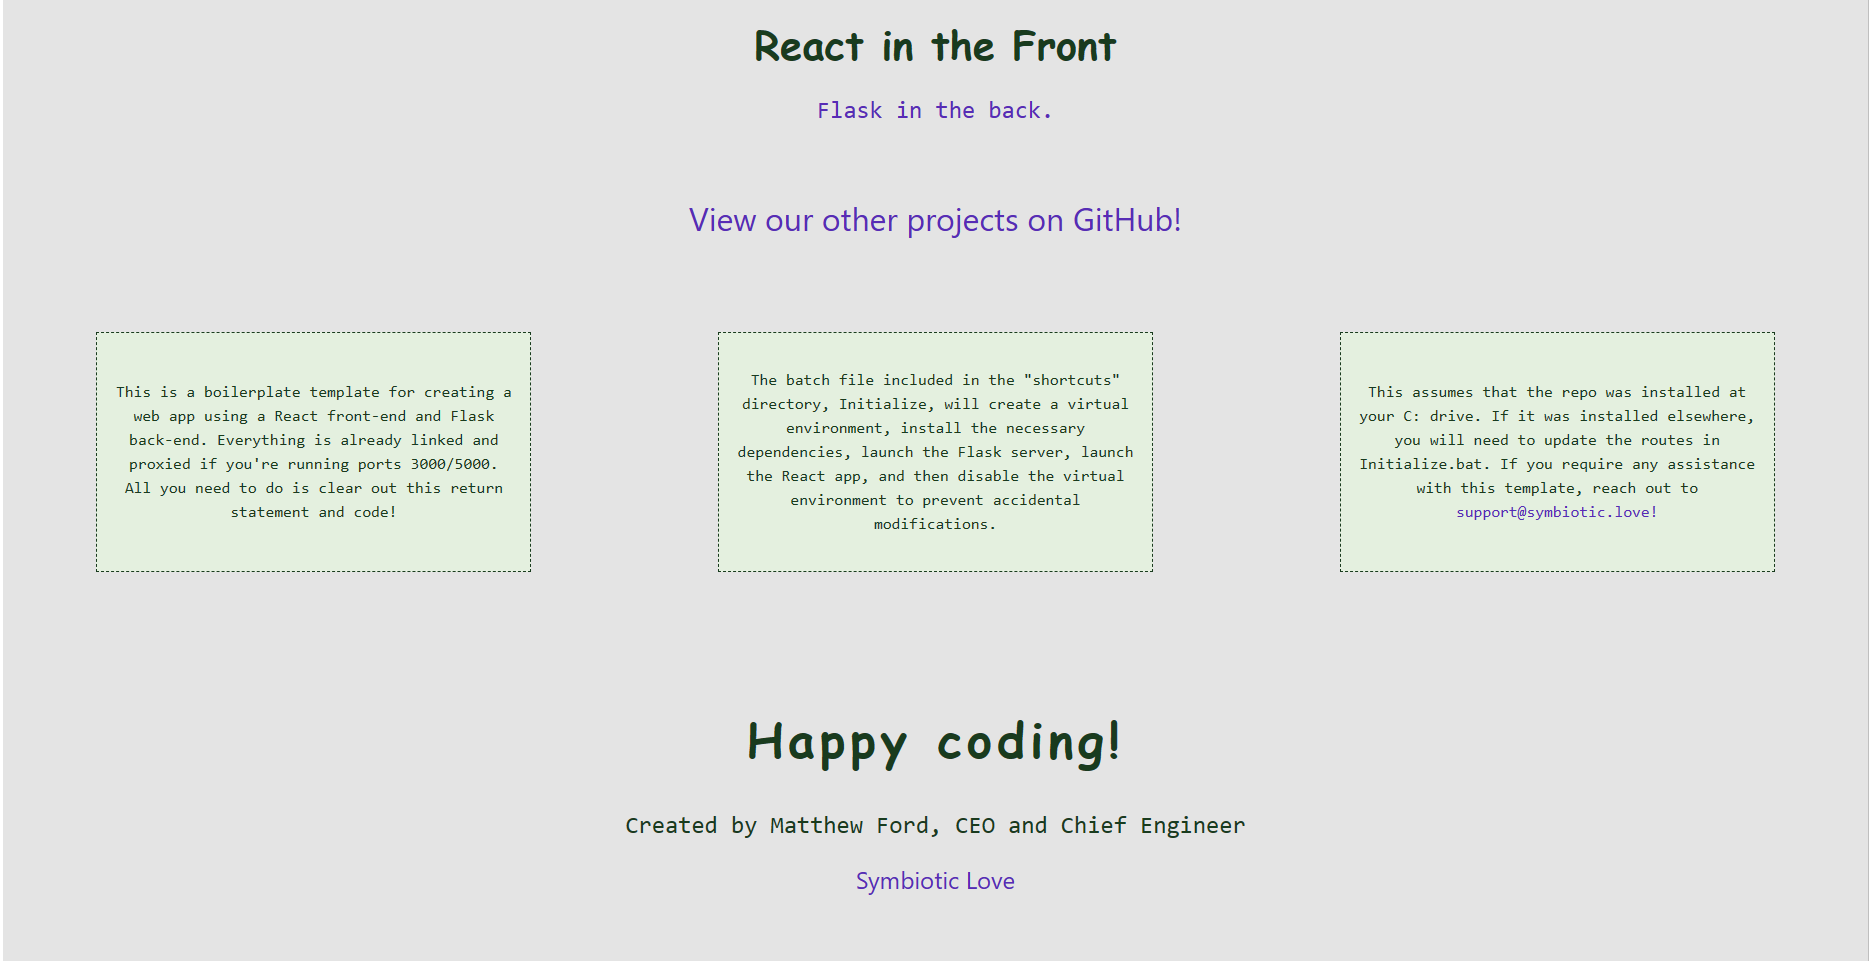 React in the Front
Flask in the back.
View our other projects on GitHub!
This is a boilerplate template for creating a
web app using a React front-end and Flask
back-end. Everything is already linked and
proxied if you're running ports 3000/5000.
All you need to do is clear out this return
statement and code!
The batch file included in the "shortcuts"
directory, Initialize, will create a virtual
environment, install the necessary
dependencies, launch the Flask server, launch
the React app, and then disable the virtual
environment to prevent accidental
modifications.
This assumes that the repo was installed at
your C: drive. If it was installed elsewhere,
you will need to update the routes in
Initialize.bat. If you require any assistance
with this template, reach out to
support@symbiotic.love!
Happy coding!
Created by Matthew Ford, CEO and Chief Engineer
Symbiotic Love